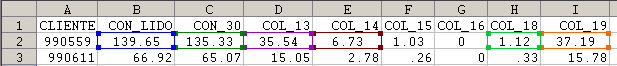 A B C D E F G H I
1 CLIENTE CON_LIDO CON_30 COL_13 COL_14 COL_15 COL_16 COL_18 COL_19
2 990559 139.65 135.33 35.54 6.73 1.03 0 1.12 37.19
3 990611 66.92 65.07 15.05 2.78 .26 0 .33 15.78